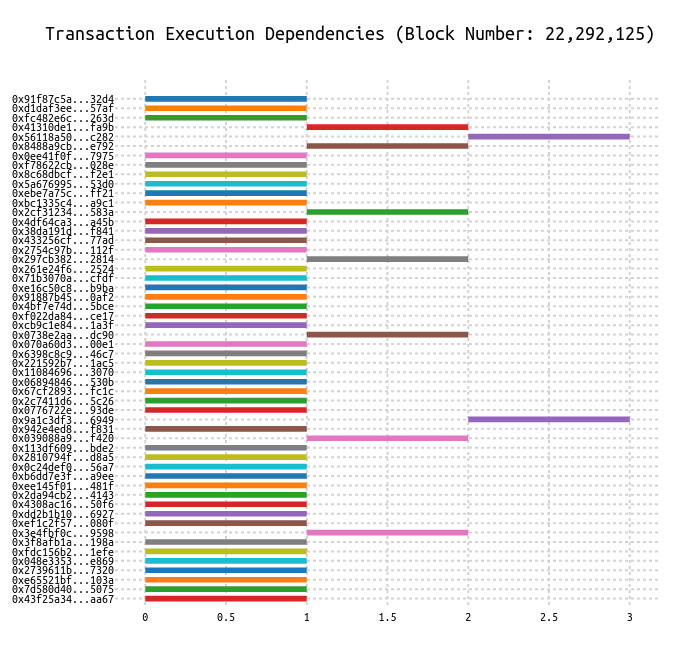 Transaction Execution Dependencies (Block Number: 22,292,125)
0x91f87c5a...32d4
0xd1daf3ee...57af
0xfc482e6c...263d
0x41310de1...fa9b
0x56118a50...c282
0x8488a9cb...e792
0x0ee41f0f...7975
0xf78622cb...028e
0x8c68dbcf...f2e1
0x5a676995...53d0
0xebe7a75c...ff21
0xbc1335c4...a9c1
0x2cf31234...583a
0x4df64ca3...a45b
0x38da191d...f841
0x433256cf...77ad
0x2754c97b...112f
0x297cb382...2814
0x261e24f6...2524
0x71b3070a...cfdf
0xe16c50c8...b9ba
0x91887b45...0af2
0x4bf7e74d...5bce
0xf022da84...ce17
0xcb9c1e84...1a3f
0x0738e2aa...dc90
0x070a60d3...00e1
0x6398c8c9...46c7
0x221592b7...1ac5
0x11084696...3070
0x06894846...530b
0x67cf2893...fc1c
0x2c7411d6...5c26
0x0776722e...93de
0x9a1c3df3...6949
0x942e4ed8...f831
0x039088a9...f420
0x113df609...bde2
0x2810794f...d8a5
0x0c24def0...56a7
0xb6dd7e3f...a9ee
0xee145f01...481f
0x2da94cb2...4143
0x4308ac16...50f6
0xdd2b1b10...6927
0xef1c2f57...080f
0x3e4fbf0c...9598
0x3f8afb1a...198a
0xfdc156b2...1efe
0x048e3353...e869
0x2739611b...7320
0xe65521bf...103a
0x7d580d40...5075
0x43f25a34...aa67
0 0.5 1 1.5 2 2.5 3